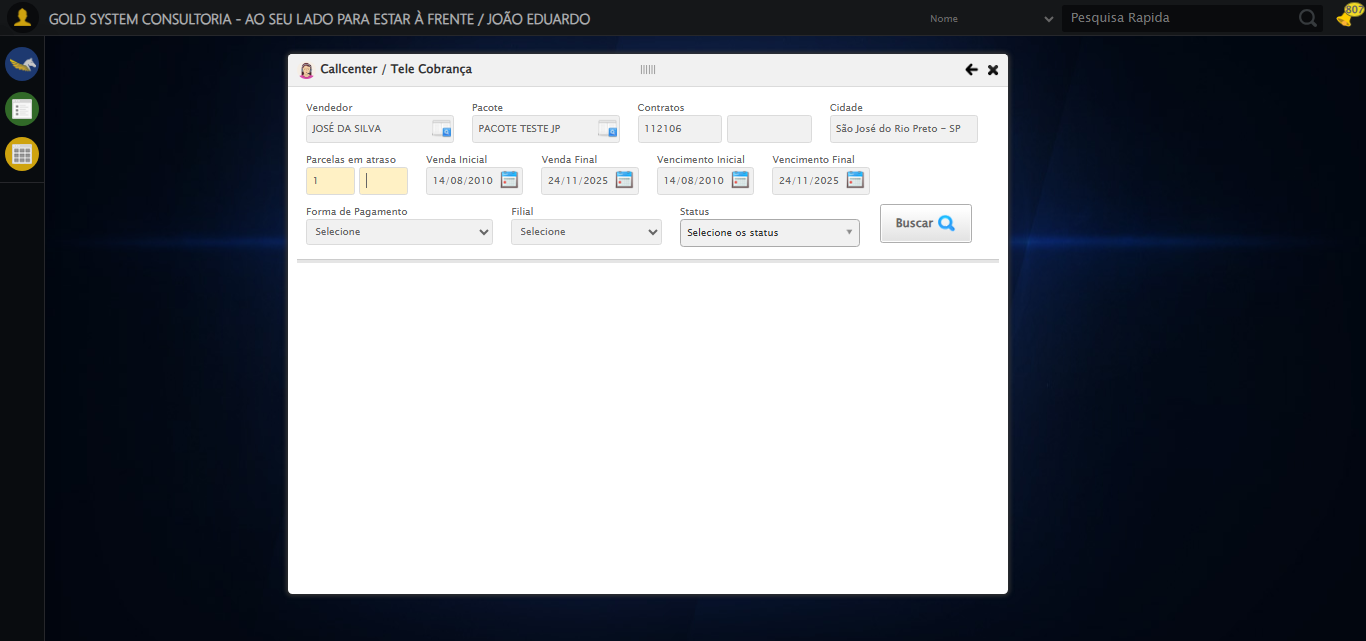 GOLD SYSTEM CONSULTORIA - AO SEU LADO PARA ESTAR À FRENTE / JOÃO EDUARDO
Nome
Pesquisa Rapida
807
Callcenter / Tele Cobrança
Vendedor Pacote Contratos Cidade
JOSÉ DA SILVA PACOTE TESTE JP 112106 São José do Rio Preto - SP
Parcelas em atraso Venda Inicial Venda Final Vencimento Inicial Vencimento Final
1 14/08/2010 24/11/2025 14/08/2010 24/11/2025
Forma de Pagamento Filial Status
Selecione Selecione Selecione os status Buscar